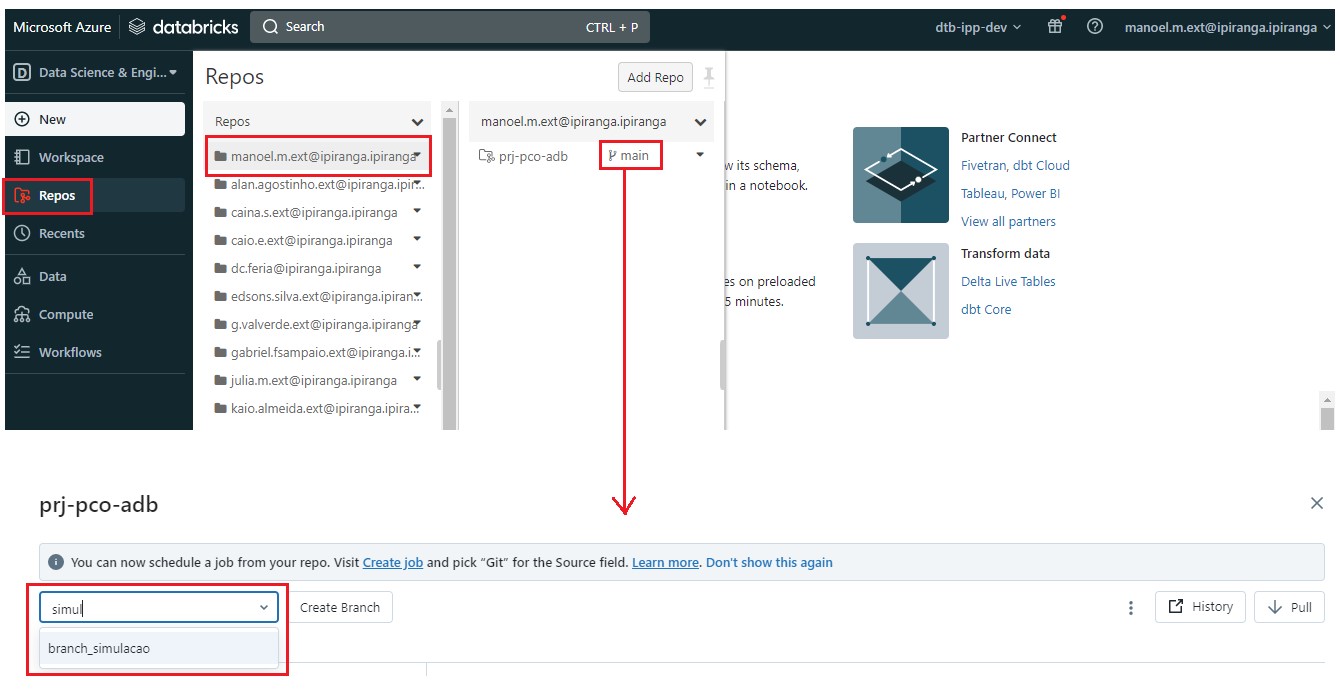 Microsoft Azure databricks Search CTRL + P dtb-ipp-dev manoel.m.ext@ipiranga.ipiranga
D Data Science & Engi...
New
Workspace
Repos
Recents
Data
Compute
Workflows
Repos Add Repo
Repos
manoel.m.ext@ipiranga.ipiranga
alan.agostinho.ext@ipiranga.ipir...
caina.s.ext@ipiranga.ipiranga
caio.e.ext@ipiranga.ipiranga
dc.feria@ipiranga.ipiranga
edsons.silva.ext@ipiranga.ipiran...
g.valverde.ext@ipiranga.ipiranga
gabriel.fsampaio.ext@ipiranga.i...
julia.m.ext@ipiranga.ipiranga
kaio.almeida.ext@ipiranga.ipira...
manoel.m.ext@ipiranga.ipiranga
prj-pco-adb main
w its schema,
in a notebook.
es on preloaded
5 minutes.
Partner Connect
Fivetran, dbt Cloud
Tableau, Power BI
View all partners
Transform data
Delta Live Tables
dbt Core
prj-pco-adb
You can now schedule a job from your repo. Visit Create job and pick “Git” for the Source field. Learn more. Don't show this again
simul Create Branch History Pull
branch_simulacao